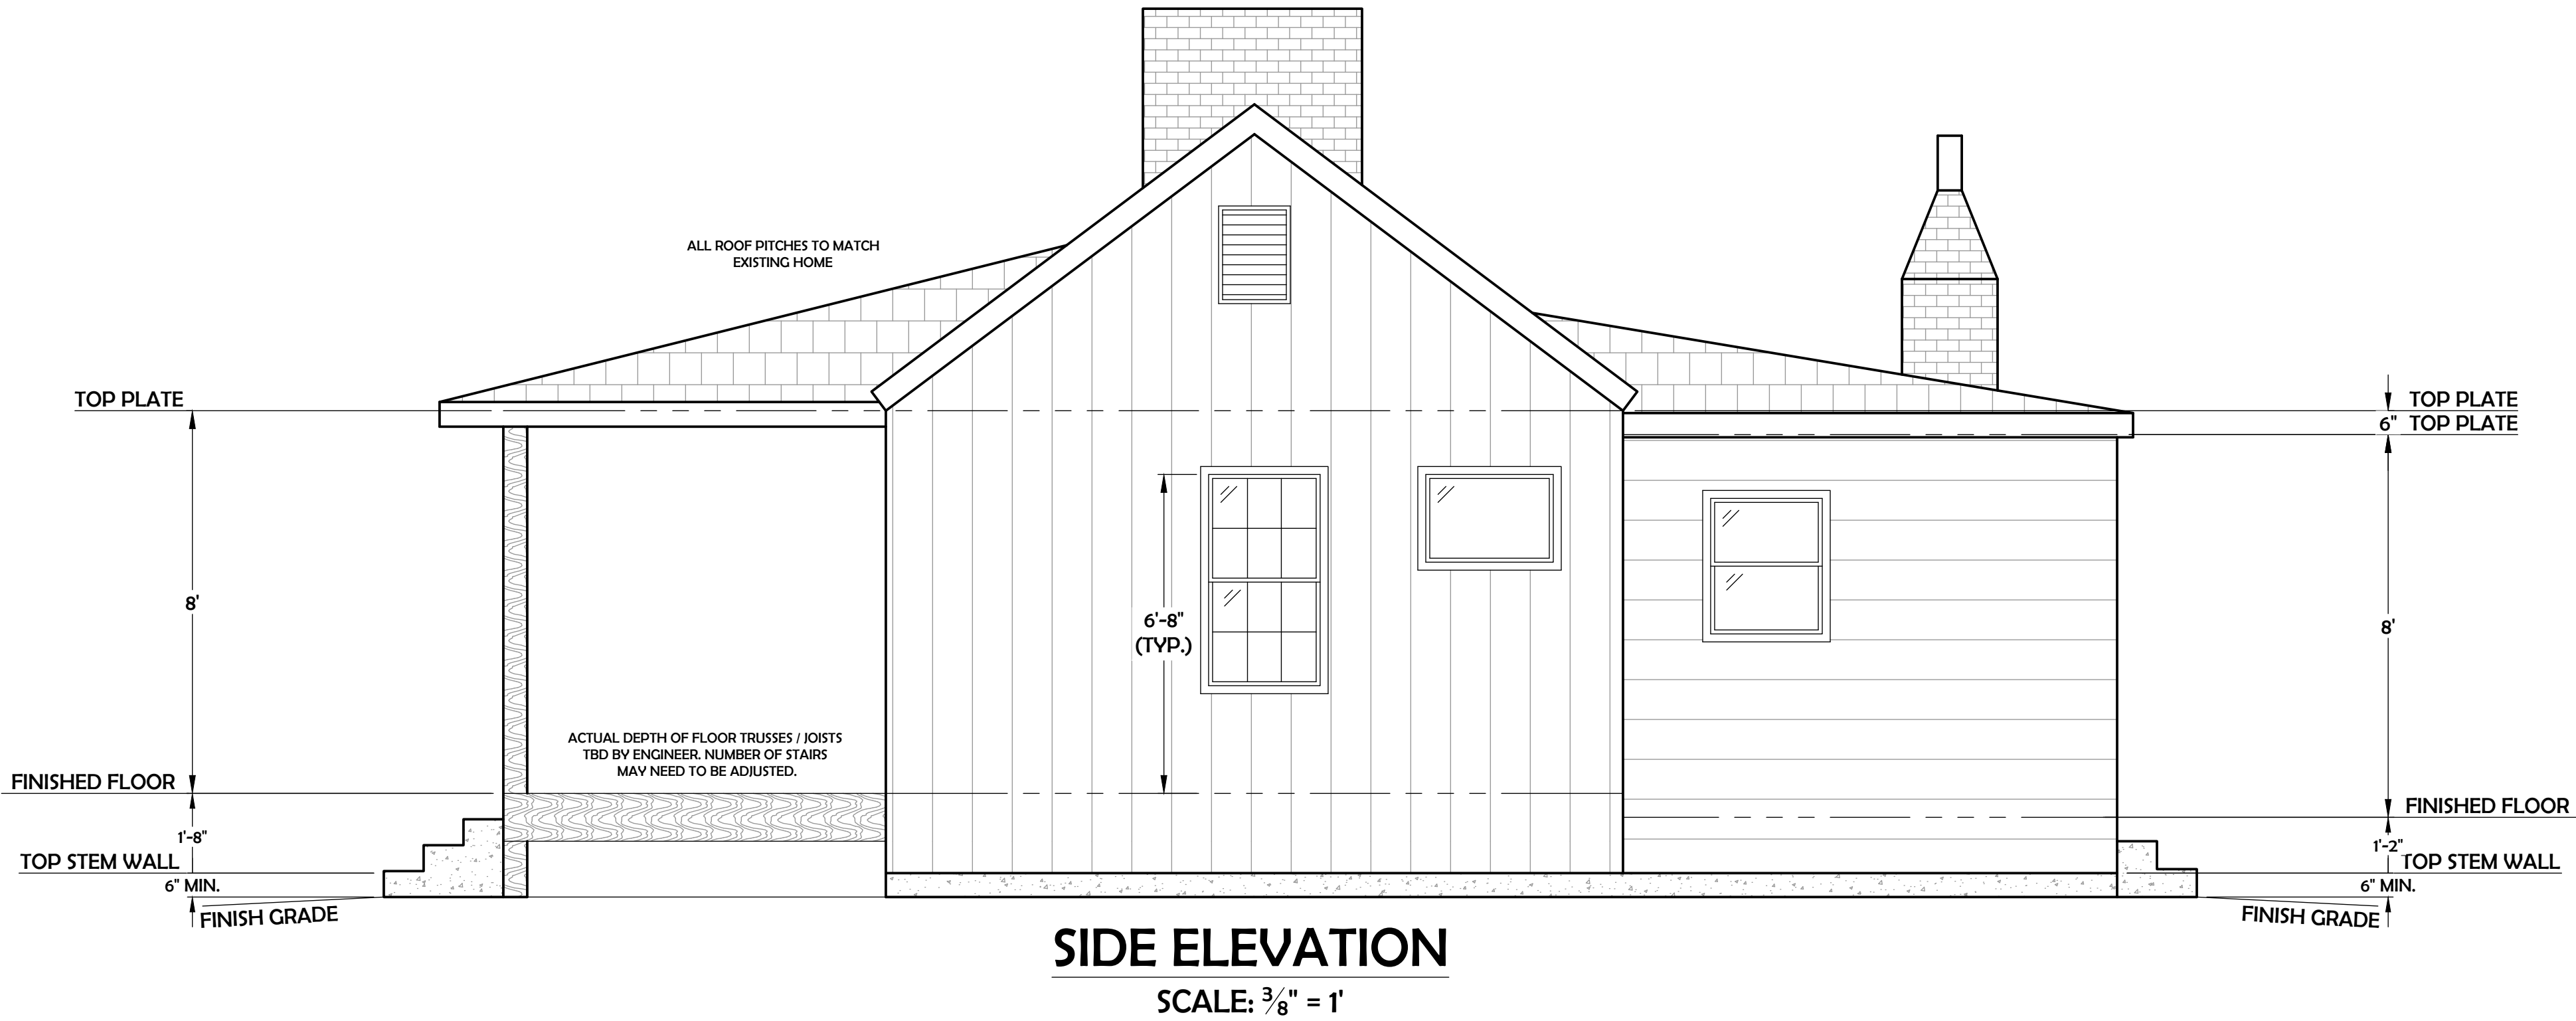 ALL ROOF PITCHES TO MATCH
EXISTING HOME
TOP PLATE
TOP PLATE
6" TOP PLATE
8'
6'-8"
(TYP.)
8'
ACTUAL DEPTH OF FLOOR TRUSSES / JOISTS
TBD BY ENGINEER. NUMBER OF STAIRS
MAY NEED TO BE ADJUSTED.
FINISHED FLOOR
FINISHED FLOOR
1'-8"
1'-2"
TOP STEM WALL
TOP STEM WALL
6" MIN.
6" MIN.
FINISH GRADE
FINISH GRADE
SIDE ELEVATION
SCALE: 3/8" = 1'